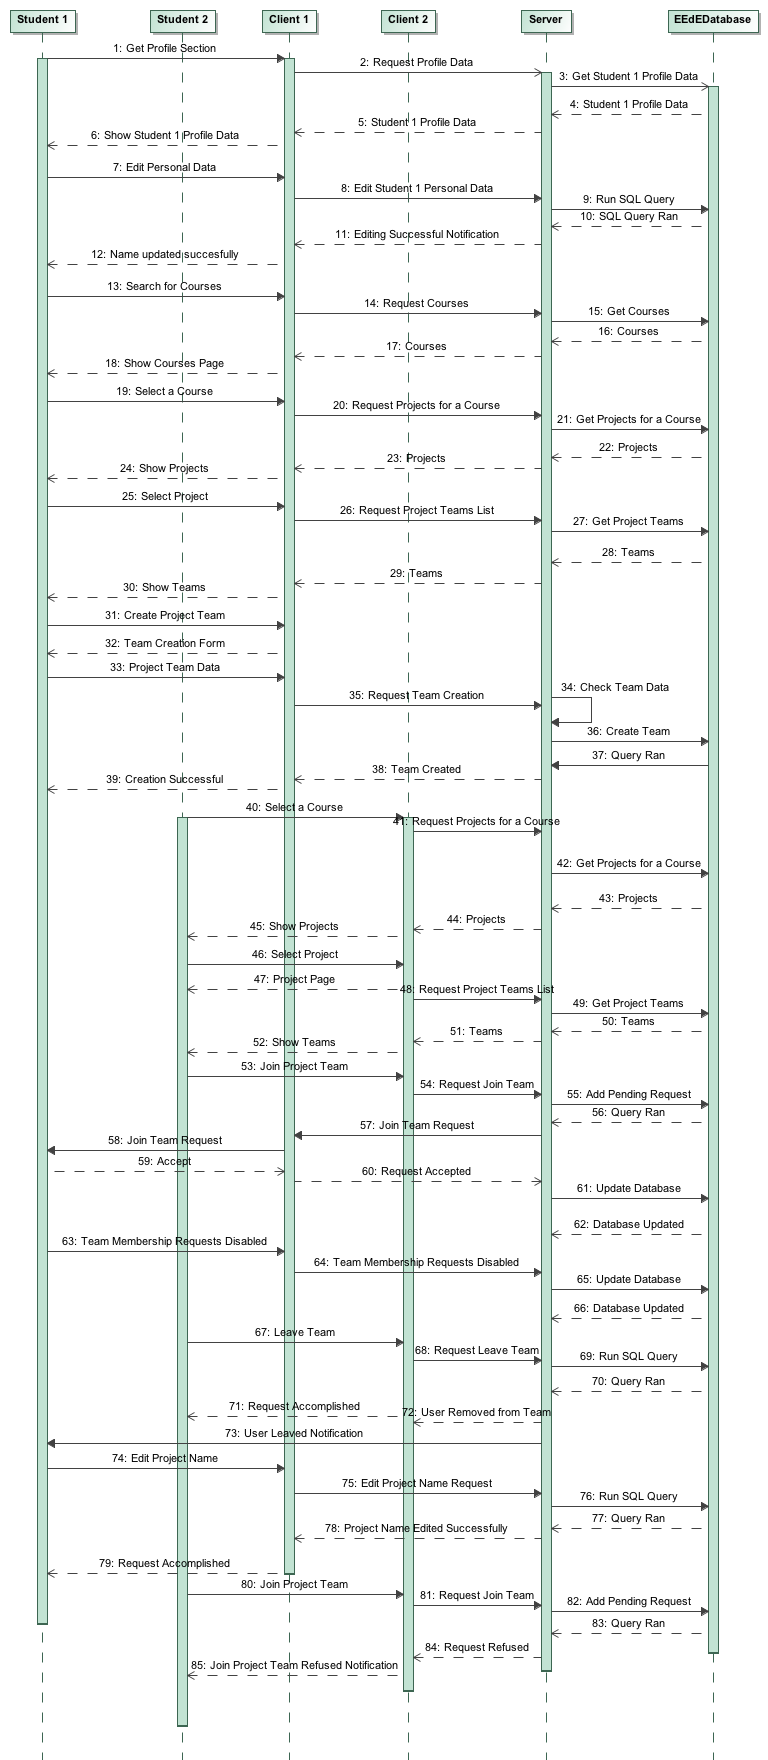 Student 1
Student 2
Client 1
Client 2
Server
EEdEDatabase
1: Get Profile Section
2: Request Profile Data
3: Get Student 1 Profile Data
4: Student 1 Profile Data
5: Student 1 Profile Data
6: Show Student 1 Profile Data
7: Edit Personal Data
8: Edit Student 1 Personal Data
9: Run SQL Query
10: SQL Query Ran
11: Editing Successful Notification
12: Name updated succesfully
13: Search for Courses
14: Request Courses
15: Get Courses
16: Courses
17: Courses
18: Show Courses Page
19: Select a Course
20: Request Projects for a Course
21: Get Projects for a Course
22: Projects
23: Projects
24: Show Projects
25: Select Project
26: Request Project Teams List
27: Get Project Teams
28: Teams
29: Teams
30: Show Teams
31: Create Project Team
32: Team Creation Form
33: Project Team Data
34: Check Team Data
35: Request Team Creation
36: Create Team
37: Query Ran
38: Team Created
39: Creation Successful
40: Select a Course
41: Request Projects for a Course
42: Get Projects for a Course
43: Projects
44: Projects
45: Show Projects
46: Select Project
47: Project Page
48: Request Project Teams List
49: Get Project Teams
50: Teams
51: Teams
52: Show Teams
53: Join Project Team
54: Request Join Team
55: Add Pending Request
56: Query Ran
57: Join Team Request
58: Join Team Request
59: Accept
60: Request Accepted
61: Update Database
62: Database Updated
63: Team Membership Requests Disabled
64: Team Membership Requests Disabled
65: Update Database
66: Database Updated
67: Leave Team
68: Request Leave Team
69: Run SQL Query
70: Query Ran
71: Request Accomplished
72: User Removed from Team
73: User Leaved Notification
74: Edit Project Name
75: Edit Project Name Request
76: Run SQL Query
77: Query Ran
78: Project Name Edited Successfully
79: Request Accomplished
80: Join Project Team
81: Request Join Team
82: Add Pending Request
83: Query Ran
84: Request Refused
85: Join Project Team Refused Notification